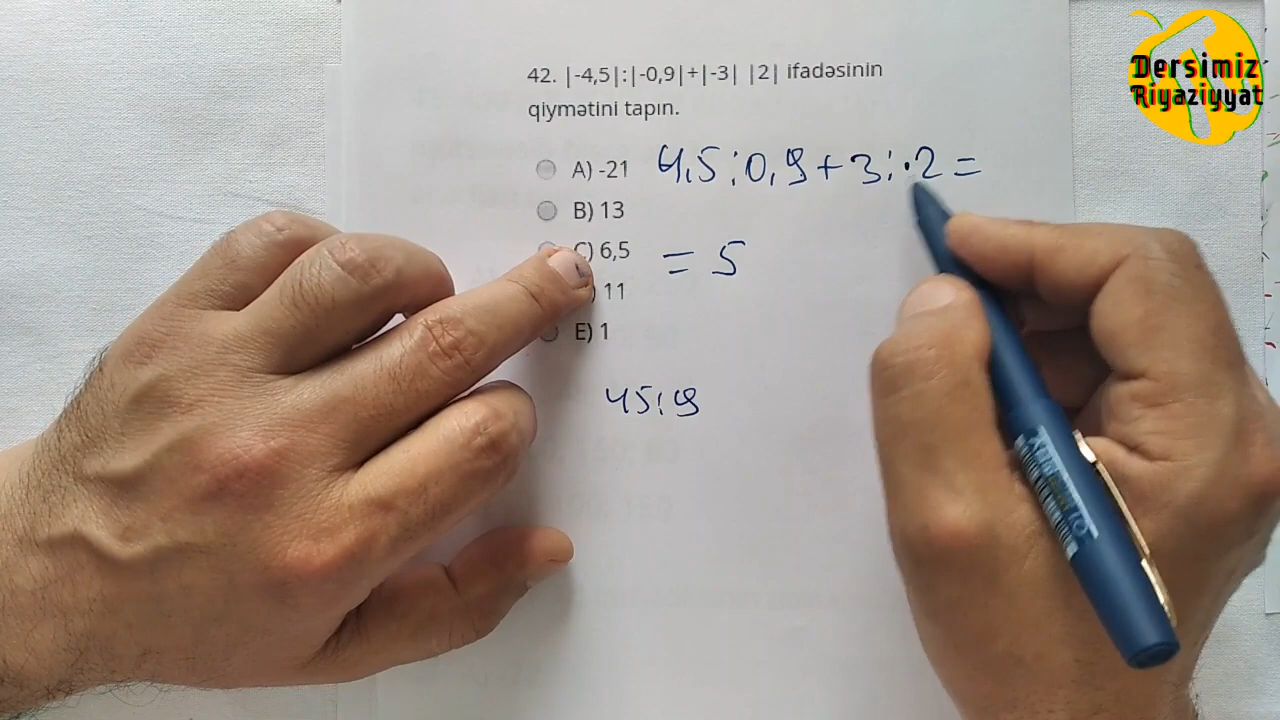 Dersimiz
Riyaziyyat
42. |-4,5|:|-0,9|+|-3| |2| ifadəsinin
qiymətini tapın.
A) -21
4,5:0,9+3:·2=
B) 13
C) 6,5
=5
) 11
E) 1
45:9